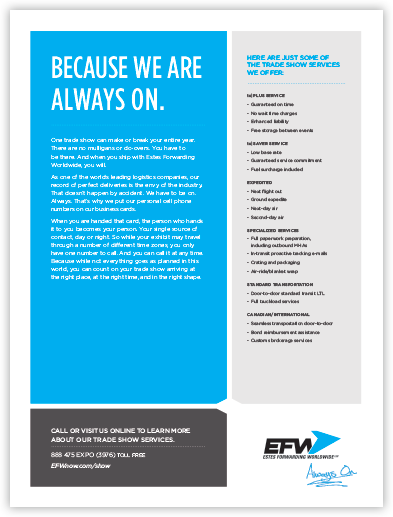 BECAUSE WE ARE
ALWAYS ON.
One trade show can make or break your entire year.
There are no mulligans or do-overs. You have to
be there. And when you ship with Estes Forwarding
Worldwide, you will.
As one of the world's leading logistics companies, our
record of perfect deliveries is the envy of the industry.
That doesn't happen by accident. We have to be on.
Always. That's why we put our personal cell phone
numbers on our business cards.
When you are handed that card, the person who hands
it to you becomes your person. Your single source of
contact, day or night. So while your exhibit may travel
through a number of different time zones, you only
have one number to call. And you can call it at any time.
Because while not everything goes as planned in this
world, you can count on your trade show arriving at
the right place, at the right time, and in the right shape.
HERE ARE JUST SOME OF
THE TRADE SHOW SERVICES
WE OFFER:
PLUS SERVICE
- Guaranteed on time
- No wait time charges
- Enhanced liability
- Free storage between events
SAVER SERVICE
- Low base rate
- Guaranteed service commitment
- Fuel surcharge included
EXPEDITED
- Next flight out
- Ground expedite
- Next-day air
- Second-day air
SPECIALIZED SERVICES
- Full paperwork preparation,
including outbound MHAs
- In-transit proactive tracking e-mails
- Crating and packaging
- Air-ride/blanket wrap
STANDARD TRANSPORTATION
- Door-to-door standard transit LTL
- Full truckload services
CANADIAN/INTERNATIONAL
- Seamless transportation door-to-door
- Bond reimbursement assistance
- Customs brokerage services
CALL OR VISIT US ONLINE TO LEARN MORE
ABOUT OUR TRADE SHOW SERVICES.
888 475 EXPO (3976) TOLL FREE
EFWnow.com/show
EFW
ESTES FORWARDING WORLDWIDE
Always On